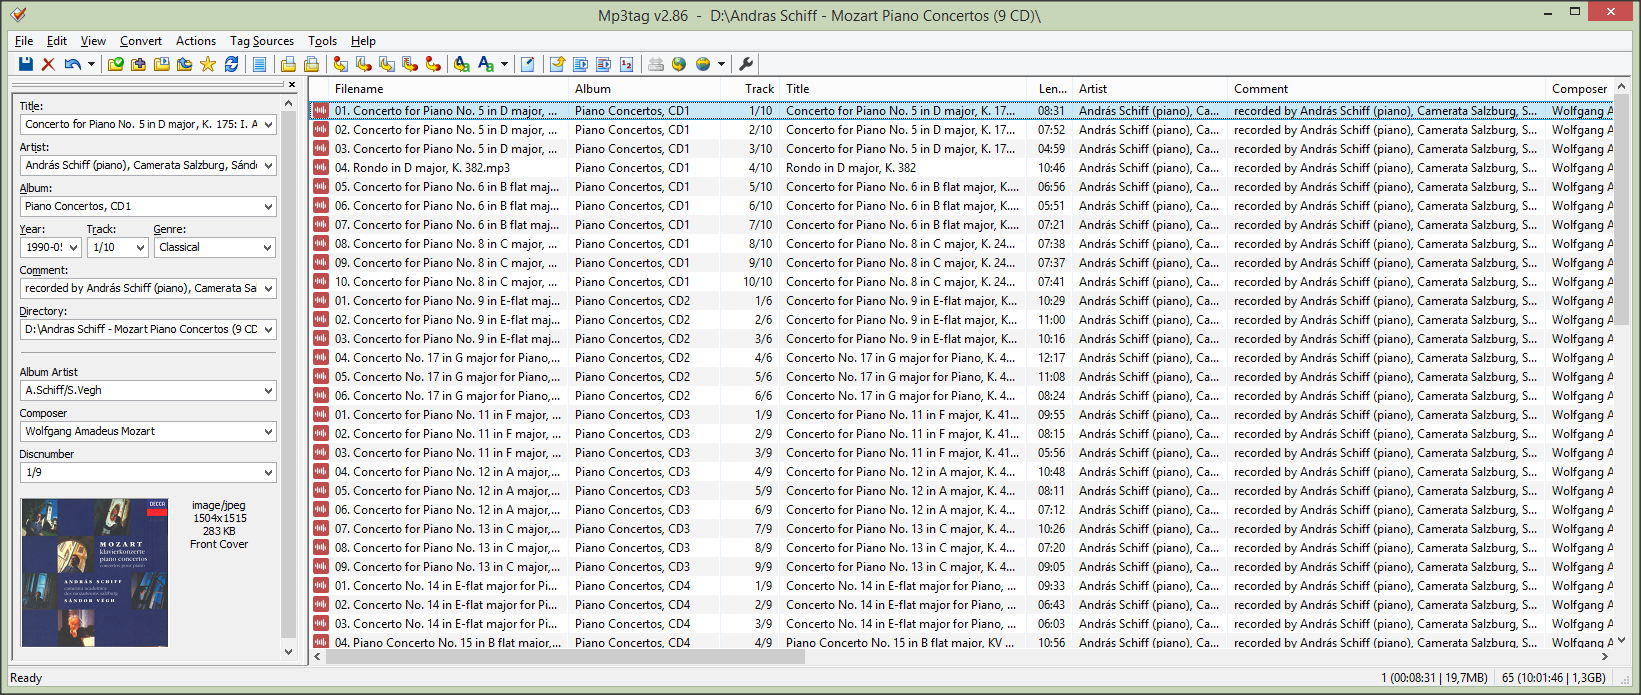 Mp3tag v2.86 - D:\Andras Schiff - Mozart Piano Concertos (9 CD)\
File Edit View Convert Actions Tag Sources Tools Help
Title:
Concerto for Piano No. 5 in D major, K. 175: I. A
Artist:
András Schiff (piano), Camerata Salzburg, Sánd
Album:
Piano Concertos, CD1
Year: Track: Genre:
1990-0 1/10 Classical
Comment:
recorded by András Schiff (piano), Camerata Sal
Directory:
D:\Andras Schiff - Mozart Piano Concertos (9 CD
Album Artist
A.Schiff/S.Vegh
Composer
Wolfgang Amadeus Mozart
Discnumber
1/9
DECCA
MOZART
klavierkonzerte
piano concertos
concertos pour piano
ANDRÁS SCHIFF
camerata academica
des mozarteums salzburg
SÁNDOR VÉGH
image/jpeg
1504x1515
283 KB
Front Cover
Filename Album Track Title Len... Artist Comment Composer
01. Concerto for Piano No. 5 in D major, ... Piano Concertos, CD1 1/10 Concerto for Piano No. 5 in D major, K. 17... 08:31 András Schiff (piano), Ca... recorded by András Schiff (piano), Camerata Salzburg, S... Wolfgang A
02. Concerto for Piano No. 5 in D major, ... Piano Concertos, CD1 2/10 Concerto for Piano No. 5 in D major, K. 17... 07:52 András Schiff (piano), Ca... recorded by András Schiff (piano), Camerata Salzburg, S... Wolfgang A
03. Concerto for Piano No. 5 in D major, ... Piano Concertos, CD1 3/10 Concerto for Piano No. 5 in D major, K. 17... 04:59 András Schiff (piano), Ca... recorded by András Schiff (piano), Camerata Salzburg, S... Wolfgang A
04. Rondo in D major, K. 382.mp3 Piano Concertos, CD1 4/10 Rondo in D major, K. 382 10:46 András Schiff (piano), Ca... recorded by András Schiff (piano), Camerata Salzburg, S... Wolfgang A
05. Concerto for Piano No. 6 in B flat maj... Piano Concertos, CD1 5/10 Concerto for Piano No. 6 in B flat major, K.... 06:56 András Schiff (piano), Ca... recorded by András Schiff (piano), Camerata Salzburg, S... Wolfgang A
06. Concerto for Piano No. 6 in B flat maj... Piano Concertos, CD1 6/10 Concerto for Piano No. 6 in B flat major, K.... 05:51 András Schiff (piano), Ca... recorded by András Schiff (piano), Camerata Salzburg, S... Wolfgang A
07. Concerto for Piano No. 6 in B flat maj... Piano Concertos, CD1 7/10 Concerto for Piano No. 6 in B flat major, K.... 07:21 András Schiff (piano), Ca... recorded by András Schiff (piano), Camerata Salzburg, S... Wolfgang A
08. Concerto for Piano No. 8 in C major, ... Piano Concertos, CD1 8/10 Concerto for Piano No. 8 in C major, K. 24... 07:38 András Schiff (piano), Ca... recorded by András Schiff (piano), Camerata Salzburg, S... Wolfgang A
09. Concerto for Piano No. 8 in C major, ... Piano Concertos, CD1 9/10 Concerto for Piano No. 8 in C major, K. 24... 07:37 András Schiff (piano), Ca... recorded by András Schiff (piano), Camerata Salzburg, S... Wolfgang A
10. Concerto for Piano No. 8 in C major, ... Piano Concertos, CD1 10/10 Concerto for Piano No. 8 in C major, K. 24... 07:41 András Schiff (piano), Ca... recorded by András Schiff (piano), Camerata Salzburg, S... Wolfgang A
01. Concerto for Piano No. 9 in E-flat maj... Piano Concertos, CD2 1/6 Concerto for Piano No. 9 in E-flat major, K... 10:29 András Schiff (piano), Ca... recorded by András Schiff (piano), Camerata Salzburg, S... Wolfgang A
02. Concerto for Piano No. 9 in E-flat maj... Piano Concertos, CD2 2/6 Concerto for Piano No. 9 in E-flat major, K... 11:00 András Schiff (piano), Ca... recorded by András Schiff (piano), Camerata Salzburg, S... Wolfgang A
03. Concerto for Piano No. 9 in E-flat maj... Piano Concertos, CD2 3/6 Concerto for Piano No. 9 in E-flat major, K... 10:16 András Schiff (piano), Ca... recorded by András Schiff (piano), Camerata Salzburg, S... Wolfgang A
04. Concerto No. 17 in G major for Piano,... Piano Concertos, CD2 4/6 Concerto No. 17 in G major for Piano, K. 4... 12:17 András Schiff (piano), Ca... recorded by András Schiff (piano), Camerata Salzburg, S... Wolfgang A
05. Concerto No. 17 in G major for Piano,... Piano Concertos, CD2 5/6 Concerto No. 17 in G major for Piano, K. 4... 11:08 András Schiff (piano), Ca... recorded by András Schiff (piano), Camerata Salzburg, S... Wolfgang A
06. Concerto No. 17 in G major for Piano,... Piano Concertos, CD2 6/6 Concerto No. 17 in G major for Piano, K. 4... 08:24 András Schiff (piano), Ca... recorded by András Schiff (piano), Camerata Salzburg, S... Wolfgang A
01. Concerto for Piano No. 11 in F major, ... Piano Concertos, CD3 1/9 Concerto for Piano No. 11 in F major, K. 41... 09:55 András Schiff (piano), Ca... recorded by András Schiff (piano), Camerata Salzburg, S... Wolfgang A
02. Concerto for Piano No. 11 in F major, ... Piano Concertos, CD3 2/9 Concerto for Piano No. 11 in F major, K. 41... 08:15 András Schiff (piano), Ca... recorded by András Schiff (piano), Camerata Salzburg, S... Wolfgang A
03. Concerto for Piano No. 11 in F major, ... Piano Concertos, CD3 3/9 Concerto for Piano No. 11 in F major, K. 41... 05:56 András Schiff (piano), Ca... recorded by András Schiff (piano), Camerata Salzburg, S... Wolfgang A
04. Concerto for Piano No. 12 in A major,... Piano Concertos, CD3 4/9 Concerto for Piano No. 12 in A major, K. 4... 10:48 András Schiff (piano), Ca... recorded by András Schiff (piano), Camerata Salzburg, S... Wolfgang A
05. Concerto for Piano No. 12 in A major,... Piano Concertos, CD3 5/9 Concerto for Piano No. 12 in A major, K. 4... 08:11 András Schiff (piano), Ca... recorded by András Schiff (piano), Camerata Salzburg, S... Wolfgang A
06. Concerto for Piano No. 12 in A major,... Piano Concertos, CD3 6/9 Concerto for Piano No. 12 in A major, K. 4... 07:12 András Schiff (piano), Ca... recorded by András Schiff (piano), Camerata Salzburg, S... Wolfgang A
07. Concerto for Piano No. 13 in C major,... Piano Concertos, CD3 7/9 Concerto for Piano No. 13 in C major, K. 4... 10:26 András Schiff (piano), Ca... recorded by András Schiff (piano), Camerata Salzburg, S... Wolfgang A
08. Concerto for Piano No. 13 in C major,... Piano Concertos, CD3 8/9 Concerto for Piano No. 13 in C major, K. 4... 07:20 András Schiff (piano), Ca... recorded by András Schiff (piano), Camerata Salzburg, S... Wolfgang A
09. Concerto for Piano No. 13 in C major,... Piano Concertos, CD3 9/9 Concerto for Piano No. 13 in C major, K. 4... 09:05 András Schiff (piano), Ca... recorded by András Schiff (piano), Camerata Salzburg, S... Wolfgang A
01. Concerto No. 14 in E-flat major for Pi... Piano Concertos, CD4 1/9 Concerto No. 14 in E-flat major for Piano, ... 09:33 András Schiff (piano), Ca... recorded by András Schiff (piano), Camerata Salzburg, S... Wolfgang A
02. Concerto No. 14 in E-flat major for Pi... Piano Concertos, CD4 2/9 Concerto No. 14 in E-flat major for Piano, ... 06:43 András Schiff (piano), Ca... recorded by András Schiff (piano), Camerata Salzburg, S... Wolfgang A
03. Concerto No. 14 in E-flat major for Pi... Piano Concertos, CD4 3/9 Concerto No. 14 in E-flat major for Piano, ... 06:03 András Schiff (piano), Ca... recorded by András Schiff (piano), Camerata Salzburg, S... Wolfgang A
04. Piano Concerto No. 15 in B flat major,... Piano Concertos, CD4 4/9 Piano Concerto No. 15 in B flat major, KV ... 10:56 András Schiff (piano), Ca... recorded by András Schiff (piano), Camerata Salzburg, S... Wolfgang A
Ready 1 (00:08:31 | 19,7MB) 65 (10:01:46 | 1,3GB)